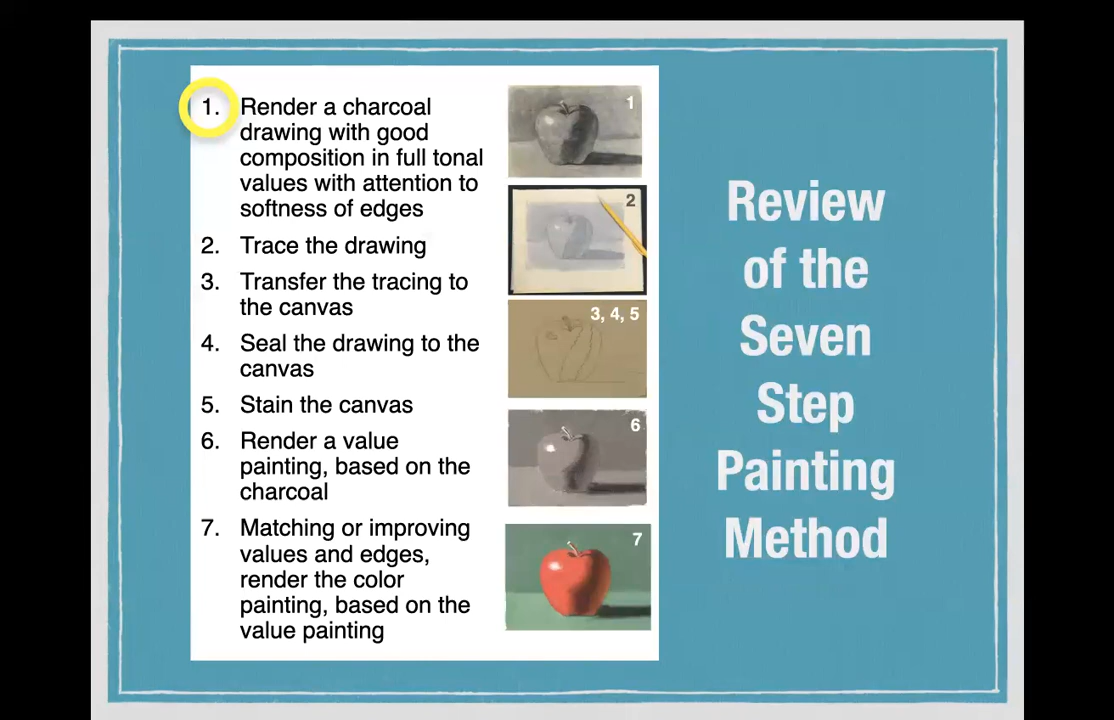 1. Render a charcoal
drawing with good
composition in full tonal
values with attention to
softness of edges
2. Trace the drawing
3. Transfer the tracing to
the canvas
4. Seal the drawing to the
canvas
5. Stain the canvas
6. Render a value
painting, based on the
charcoal
7. Matching or improving
values and edges,
render the color
painting, based on the
value painting
1
2
3, 4, 5
6
7
Review
of the
Seven
Step
Painting
Method